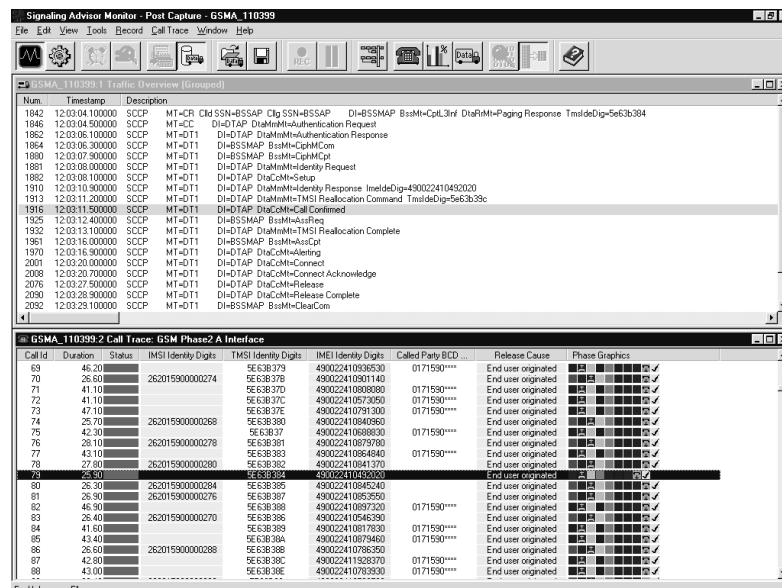 Signaling Advisor Monitor - Post Capture - GSMA_110399
File Edit View Tools Record Call Trace Window Help
REC Data
GSMA_110399:1 Traffic Overview (Grouped)
Num. Timestamp Description
1842 12:03:04.100000 SCCP MT=CR Clld SSN=BSSAP Cllg SSN=BSSAP DI=BSSMAP BssMt=CptL3Inf DtaRrMt=Paging Response TmsIdeDig=5e63b384
1846 12:03:04.500000 SCCP MT=CC DI=DTAP DtaMmMt=Authentication Request
1862 12:03:06.100000 SCCP MT=DT1 DI=DTAP DtaMmMt=Authentication Response
1864 12:03:06.300000 SCCP MT=DT1 DI=BSSMAP BssMt=CiphMCom
1880 12:03:07.900000 SCCP MT=DT1 DI=BSSMAP BssMt=CiphMCpt
1881 12:03:08.000000 SCCP MT=DT1 DI=DTAP DtaMmMt=Identity Request
1882 12:03:08.100000 SCCP MT=DT1 DI=DTAP DtaCcMt=Setup
1910 12:03:10.900000 SCCP MT=DT1 DI=DTAP DtaMmMt=Identity Response ImeIdeDig=490022410492020
1913 12:03:11.200000 SCCP MT=DT1 DI=DTAP DtaMmMt=TMSI Reallocation Command TmsIdeDig=5e63b39c
1916 12:03:11.500000 SCCP MT=DT1 DI=DTAP DtaCcMt=Call Confirmed
1925 12:03:12.400000 SCCP MT=DT1 DI=BSSMAP BssMt=AssReq
1932 12:03:13.100000 SCCP MT=DT1 DI=DTAP DtaMmMt=TMSI Reallocation Complete
1961 12:03:16.000000 SCCP MT=DT1 DI=BSSMAP BssMt=AssCpt
1970 12:03:16.900000 SCCP MT=DT1 DI=DTAP DtaCcMt=Alerting
2001 12:03:20.000000 SCCP MT=DT1 DI=DTAP DtaCcMt=Connect
2008 12:03:20.700000 SCCP MT=DT1 DI=DTAP DtaCcMt=Connect Acknowledge
2076 12:03:27.500000 SCCP MT=DT1 DI=DTAP DtaCcMt=Release
2090 12:03:28.900000 SCCP MT=DT1 DI=DTAP DtaCcMt=Release Complete
2092 12:03:29.100000 SCCP MT=DT1 DI=BSSMAP BssMt=ClearCom
GSMA_110399:2 Call Trace: GSM Phase2 A Interface
Call Id Duration Status IMSI Identity Digits TMSI Identity Digits IMEI Identity Digits Called Party BCD ... Release Cause Phase Graphics
69 46.20 5E63B379 490022410936530 0171590**** End user originated
70 26.60 262015900000274 5E63B37B 490022410901140 End user originated
71 41.10 5E63B37D 490022410808080 0171590**** End user originated
72 41.10 5E63B37C 490022410573050 0171590**** End user originated
73 47.10 5E63B37E 490022410791300 0171590**** End user originated
74 25.70 262015900000268 5E63B380 490022410840960 End user originated
75 42.30 5E63B37 490022410688830 0171590**** End user originated
76 28.10 262015900000278 5E63B381 490022410879780 End user originated
77 43.10 5E63B383 490022410864840 0171590**** End user originated
78 27.80 262015900000280 5E63B382 490022410841370 End user originated
79 25.90 5E63B384 490022410492020 End user originated
80 26.30 262015900000284 5E63B385 490022410845240 End user originated
81 26.90 262015900000276 5E63B387 490022410853550 End user originated
82 46.90 5E63B388 490022410897320 0171590**** End user originated
83 26.40 262015900000270 5E63B386 490022410546390 End user originated
84 41.60 5E63B389 490022410817830 0171590**** End user originated
85 43.40 5E63B38A 490022410879460 0171590**** End user originated
86 26.60 262015900000288 5E63B38B 490022410786350 End user originated
87 42.80 5E63B38C 490022411928370 0171590**** End user originated
88 43.00 5E63B38E 490022410783930 0171590**** End user originated